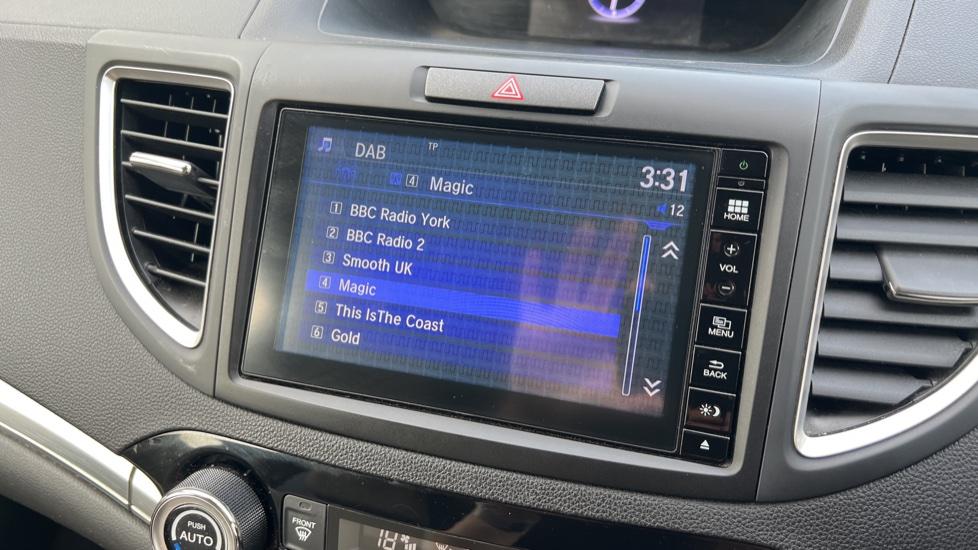 DAB
TP
3:31
4 Magic
12
1 BBC Radio York
2 BBC Radio 2
3 Smooth UK
4 Magic
5 This IsThe Coast
6 Gold
HOME
+
VOL
−
MENU
BACK
PUSH
AUTO
FRONT
18°